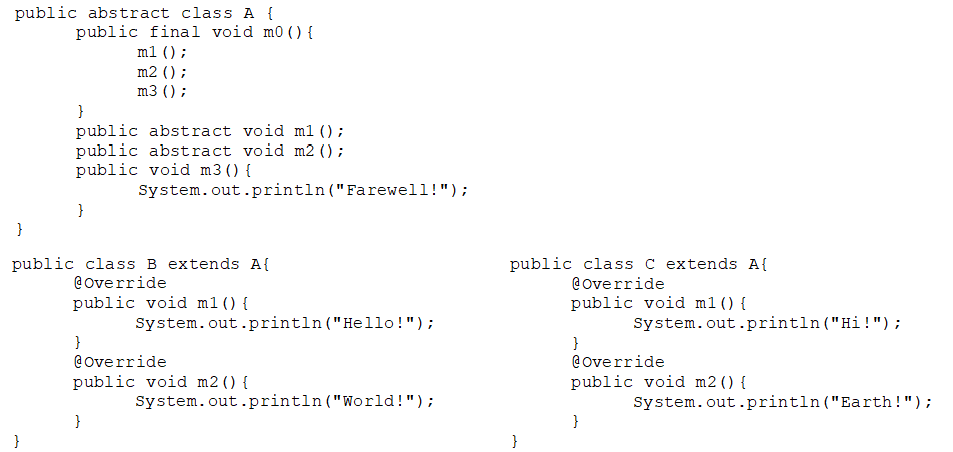 public abstract class A {
public final void m0(){
m1();
m2();
m3();
}
public abstract void m1();
public abstract void m2();
public void m3(){
System.out.println("Farewell!");
}
}
public class B extends A{
@Override
public void m1(){
System.out.println("Hello!");
}
@Override
public void m2(){
System.out.println("World!");
}
}
public class C extends A{
@Override
public void m1(){
System.out.println("Hi!");
}
@Override
public void m2(){
System.out.println("Earth!");
}
}